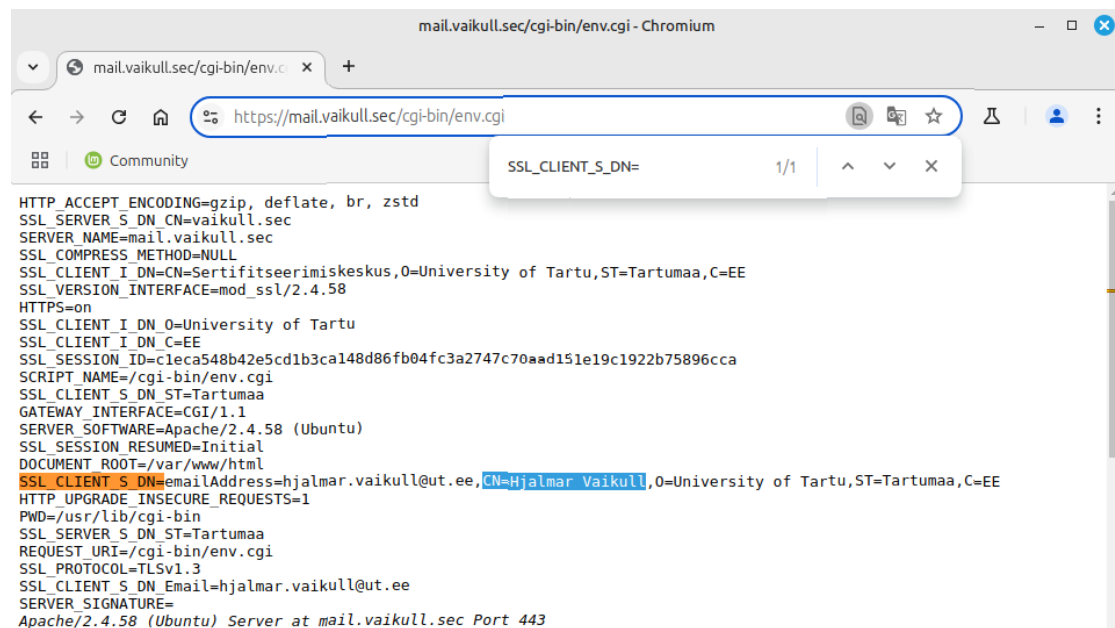 mail.vaikull.sec/cgi-bin/env.cgi - Chromium
mail.vaikull.sec/cgi-bin/env.c
https://mail.vaikull.sec/cgi-bin/env.cgi
Community
SSL_CLIENT_S_DN= 1/1
HTTP_ACCEPT_ENCODING=gzip, deflate, br, zstd
SSL_SERVER_S_DN_CN=vaikull.sec
SERVER_NAME=mail.vaikull.sec
SSL_COMPRESS_METHOD=NULL
SSL_CLIENT_I_DN=CN=Sertifitseerimiskeskus,O=University of Tartu,ST=Tartumaa,C=EE
SSL_VERSION_INTERFACE=mod_ssl/2.4.58
HTTPS=on
SSL_CLIENT_I_DN_O=University of Tartu
SSL_CLIENT_I_DN_C=EE
SSL_SESSION_ID=c1eca548b42e5cd1b3ca148d86fb04fc3a2747c70aad151e19c1922b75896cca
SCRIPT_NAME=/cgi-bin/env.cgi
SSL_CLIENT_S_DN_ST=Tartumaa
GATEWAY_INTERFACE=CGI/1.1
SERVER_SOFTWARE=Apache/2.4.58 (Ubuntu)
SSL_SESSION_RESUMED=Initial
DOCUMENT_ROOT=/var/www/html
SSL_CLIENT_S_DN=emailAddress=hjalmar.vaikull@ut.ee,CN=Hjalmar Vaikull,O=University of Tartu,ST=Tartumaa,C=EE
HTTP_UPGRADE_INSECURE_REQUESTS=1
PWD=/usr/lib/cgi-bin
SSL_SERVER_S_DN_ST=Tartumaa
REQUEST_URI=/cgi-bin/env.cgi
SSL_PROTOCOL=TLSv1.3
SSL_CLIENT_S_DN_Email=hjalmar.vaikull@ut.ee
SERVER_SIGNATURE=
Apache/2.4.58 (Ubuntu) Server at mail.vaikull.sec Port 443